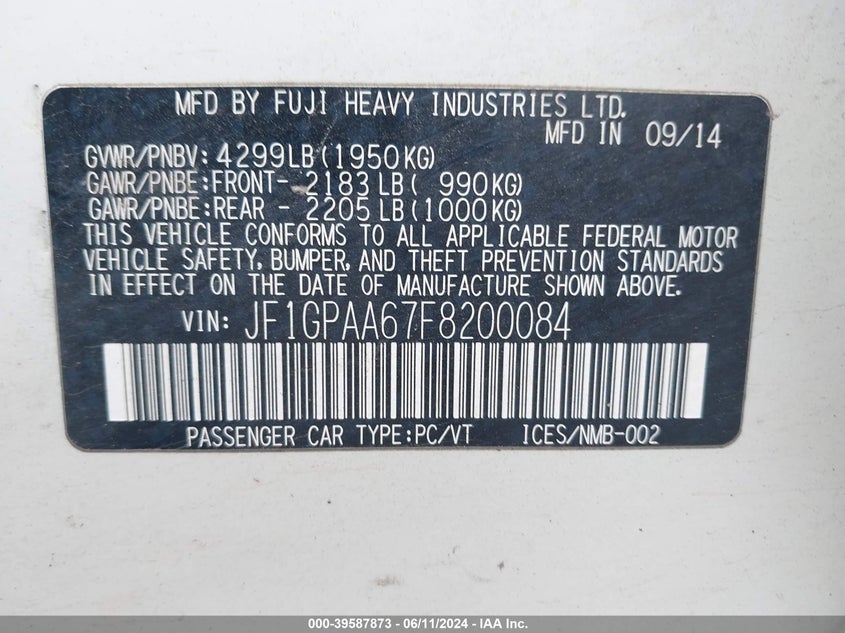 MFD BY FUJI HEAVY INDUSTRIES LTD.
MFD IN 09/14
GVWR/PNBV: 4299LB(1950KG)
GAWR/PNBE:FRONT- 2183LB( 990KG)
GAWR/PNBE:REAR - 2205LB(1000KG)
THIS VEHICLE CONFORMS TO ALL APPLICABLE FEDERAL MOTOR
VEHICLE SAFETY, BUMPER, AND THEFT PREVENTION STANDARDS
IN EFFECT ON THE DATE OF MANUFACTURE SHOWN ABOVE.
VIN: JF1GPAA67F8200084
PASSENGER CAR TYPE:PC/VT ICES/NMB-002
000-39587873 - 06/11/2024 - IAA Inc.